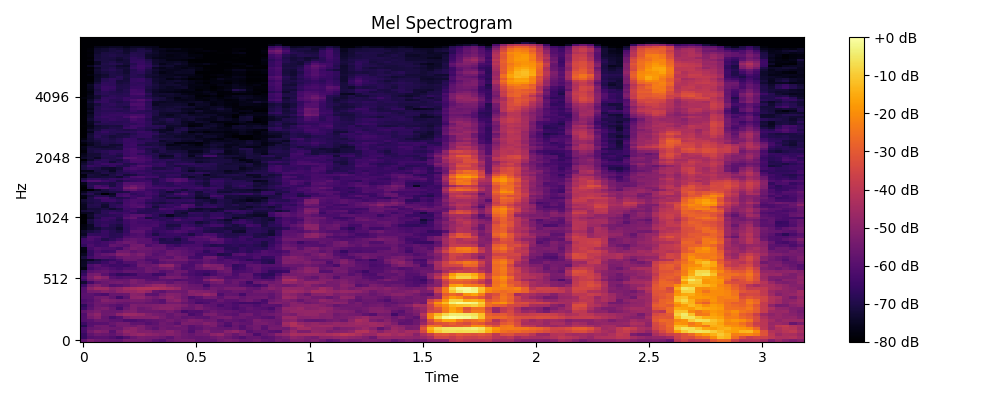 Mel Spectrogram
+0 dB
-10 dB
-20 dB
-30 dB
-40 dB
-50 dB
-60 dB
-70 dB
-80 dB
Hz
4096
2048
1024
512
0
0
0.5
1
1.5
2
2.5
3
Time